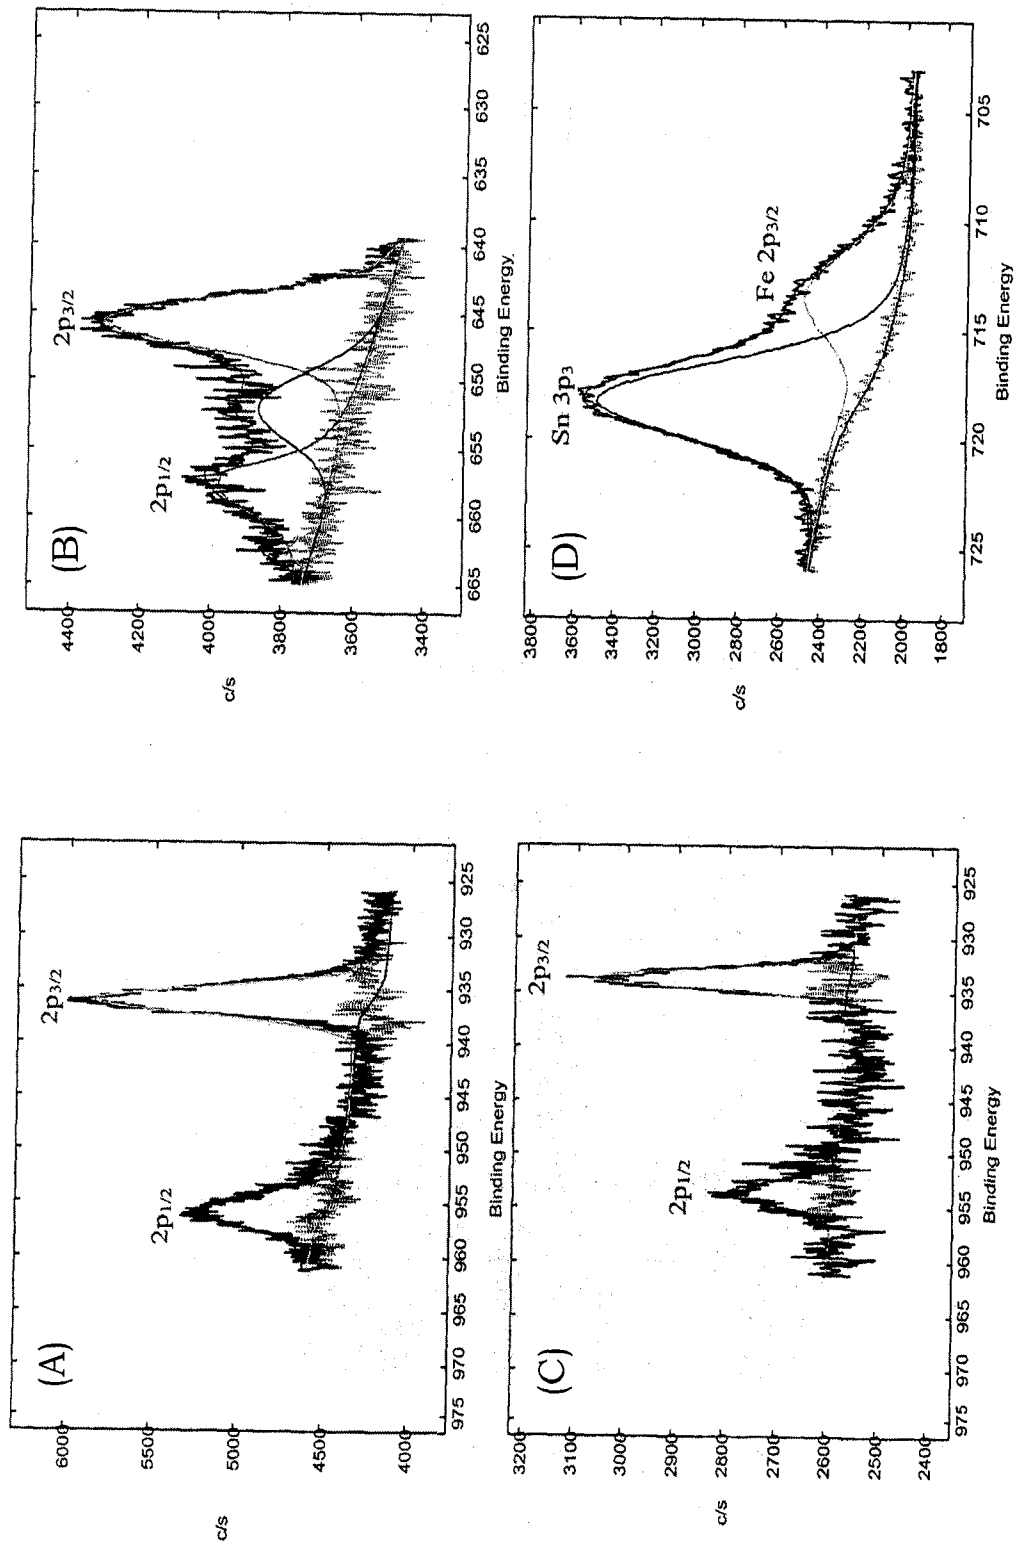 (A)
2p3/2
2p1/2
6000
5500
5000
4500
4000
c/s
975 970 965 960 955 950 945 940 935 930 925
Binding Energy
(B)
2p3/2
2p1/2
4400
4200
4000
3800
3600
3400
c/s
665 660 655 650 645 640 635 630 625
Binding Energy
(C)
2p3/2
2p1/2
3200
3100
3000
2900
2800
2700
2600
2500
2400
c/s
975 970 965 960 955 950 945 940 935 930 925
Binding Energy
(D)
Sn 3p3
Fe 2p3/2
3800
3600
3400
3200
3000
2800
2600
2400
2200
2000
1800
c/s
725 720 715 710 705
Binding Energy